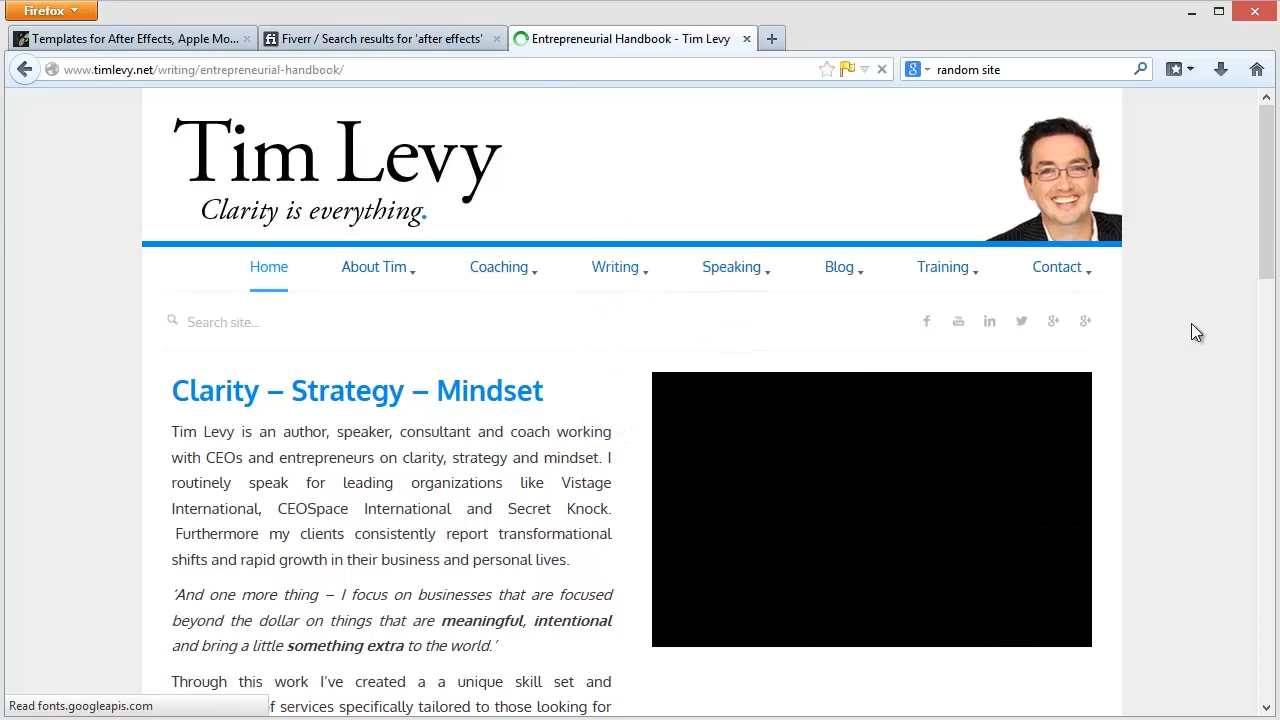 Firefox
Templates for After Effects, Apple Mo...
Fiverr / Search results for 'after effects'
Entrepreneurial Handbook - Tim Levy
www.timlevy.net/writing/entrepreneurial-handbook/
random site
Tim Levy
Clarity is everything.
Home
About Tim
Coaching
Writing
Speaking
Blog
Training
Contact
Search site...
Clarity – Strategy – Mindset
Tim Levy is an author, speaker, consultant and coach working
with CEOs and entrepreneurs on clarity, strategy and mindset. I
routinely speak for leading organizations like Vistage
International, CEOSpace International and Secret Knock.
Furthermore my clients consistently report transformational
shifts and rapid growth in their business and personal lives.
'And one more thing – I focus on businesses that are focused
beyond the dollar on things that are meaningful, intentional
and bring a little something extra to the world.'
Through this work I've created a a unique skill set and
f services specifically tailored to those looking for
Read fonts.googleapis.com